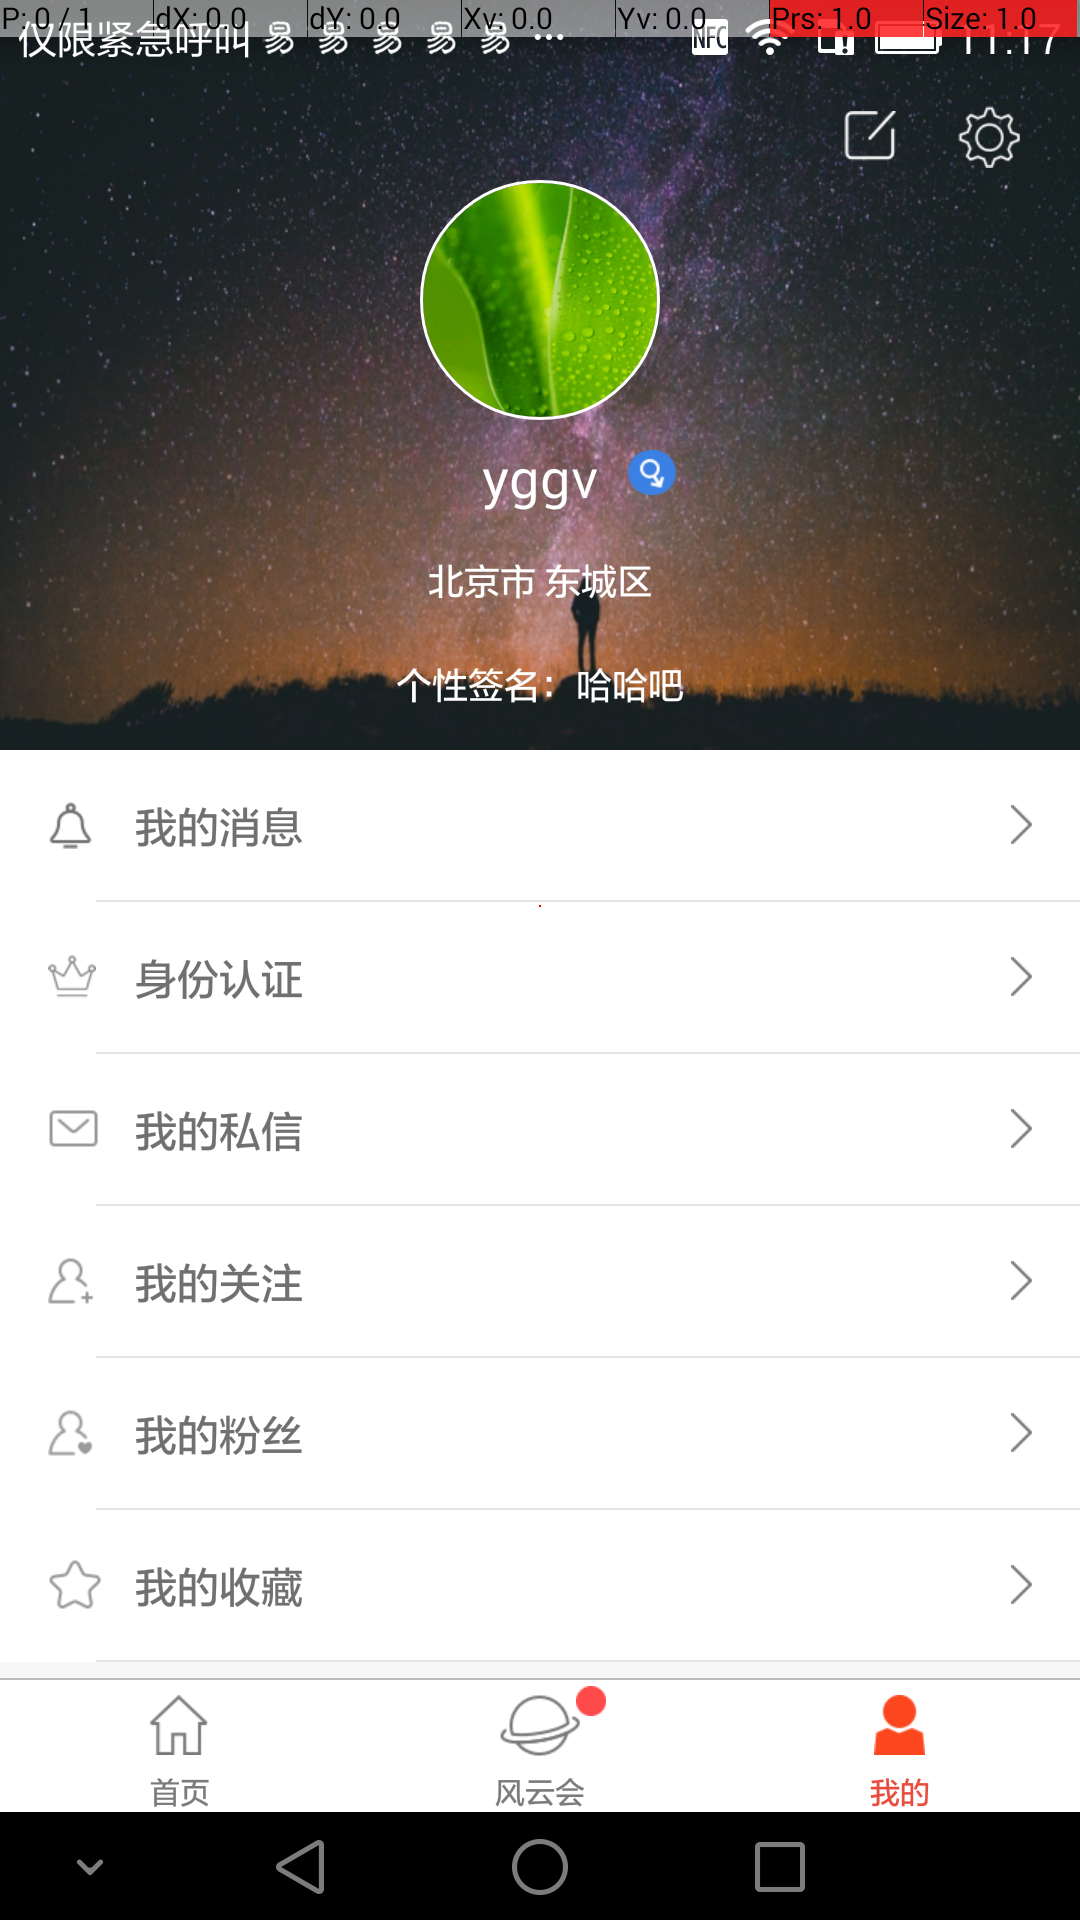 P: 0 / 1 dX: 0.0 dY: 0.0 Xv: 0.0 Yv: 0.0 Prs: 1.0 Size: 1.0
仅限紧急呼叫 易 易 易 易 易 ... NFC 11:17
yggv
北京市 东城区
个性签名：哈哈吧
我的消息
身份认证
我的私信
我的关注
我的粉丝
我的收藏
首页 风云会 我的